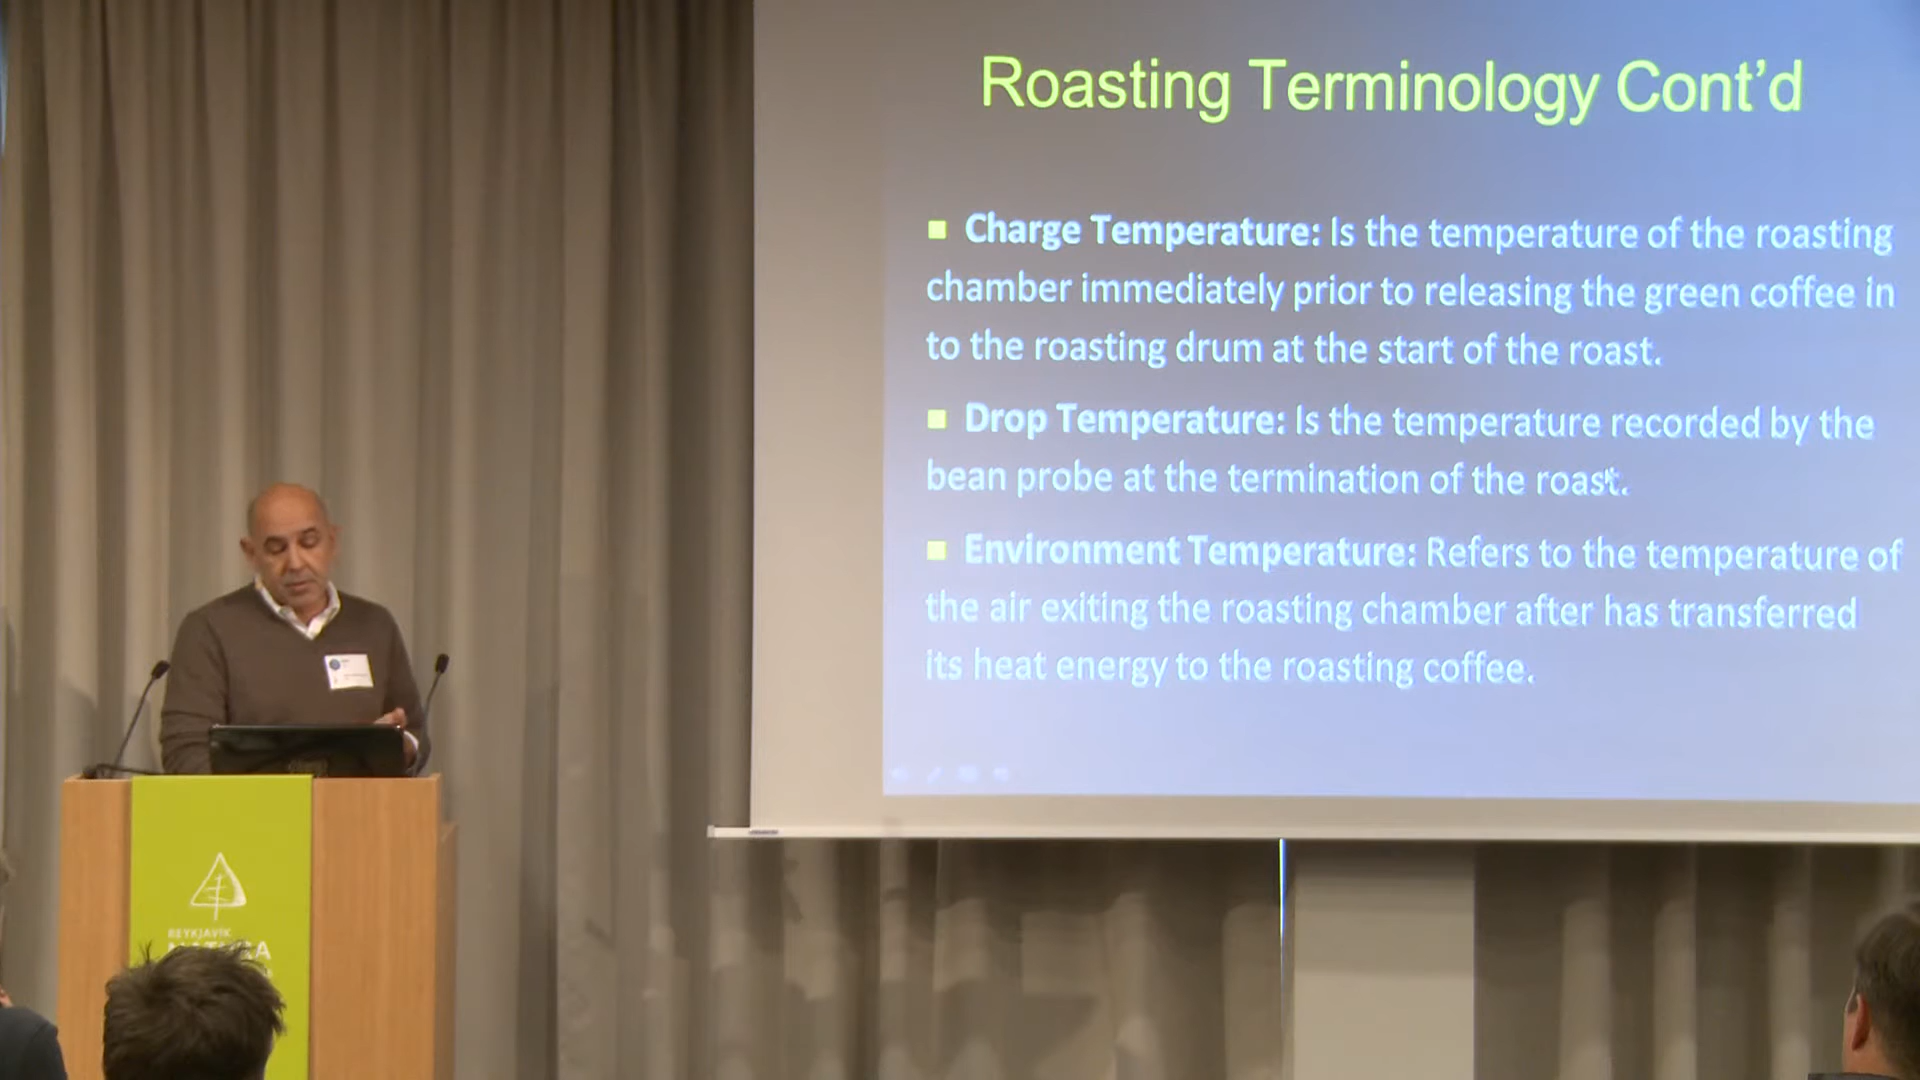 Roasting Terminology Cont'd
■ Charge Temperature: Is the temperature of the roasting
chamber immediately prior to releasing the green coffee in
to the roasting drum at the start of the roast.
■ Drop Temperature: Is the temperature recorded by the
bean probe at the termination of the roast.
■ Environment Temperature: Refers to the temperature of
the air exiting the roasting chamber after has transferred
its heat energy to the roasting coffee.
REYKJAVÍK